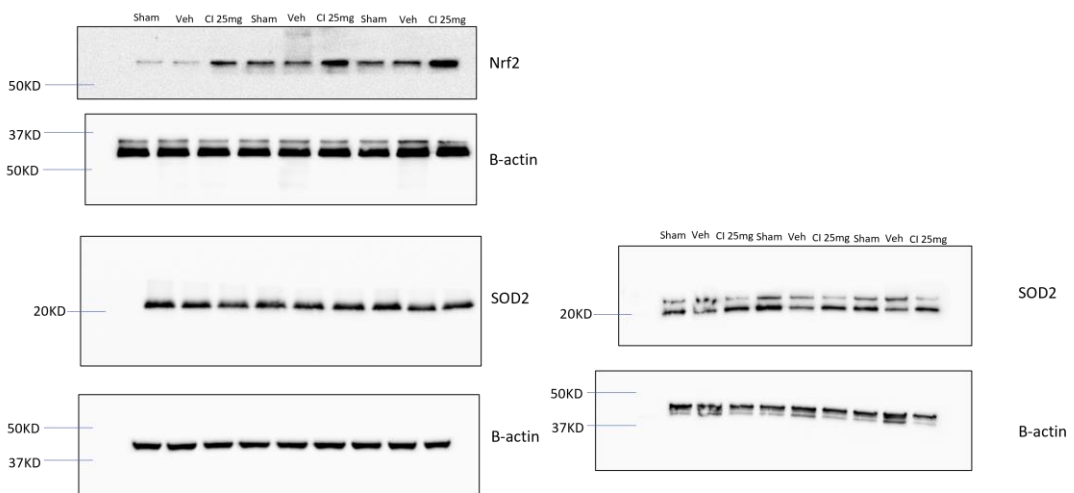 Sham Veh CI 25mg Sham Veh CI 25mg Sham Veh CI 25mg
Nrf2
50KD
37KD
B-actin
50KD
SOD2
20KD
50KD
B-actin
37KD
Sham Veh CI 25mg Sham Veh CI 25mg Sham Veh CI 25mg
SOD2
20KD
50KD
37KD
B-actin